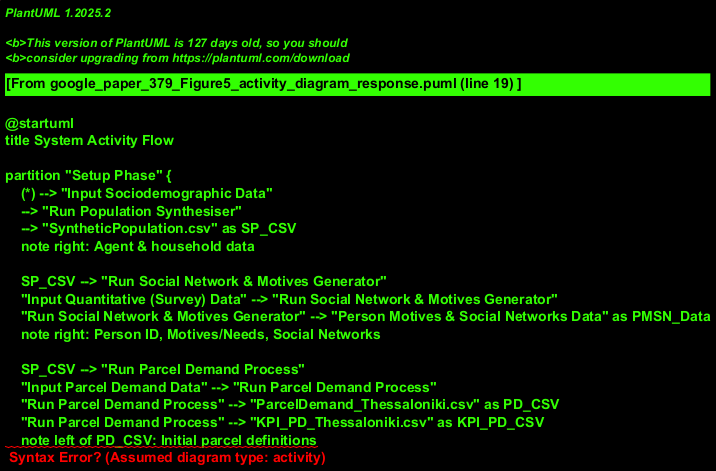 PlantUML 1.2025.2
<b>This version of PlantUML is 127 days old, so you should
<b>consider upgrading from https://plantuml.com/download
[From google_paper_379_Figure5_activity_diagram_response.puml (line 19) ]
@startuml
title System Activity Flow
partition "Setup Phase" {
(*) --> "Input Sociodemographic Data"
--> "Run Population Synthesiser"
--> "SyntheticPopulation.csv" as SP_CSV
note right: Agent & household data
SP_CSV --> "Run Social Network & Motives Generator"
"Input Quantitative (Survey) Data" --> "Run Social Network & Motives Generator"
"Run Social Network & Motives Generator" --> "Person Motives & Social Networks Data" as PMSN_Data
note right: Person ID, Motives/Needs, Social Networks
SP_CSV --> "Run Parcel Demand Process"
"Input Parcel Demand Data" --> "Run Parcel Demand Process"
"Run Parcel Demand Process" --> "ParcelDemand_Thessaloniki.csv" as PD_CSV
"Run Parcel Demand Process" --> "KPI_PD_Thessaloniki.csv" as KPI_PD_CSV
note left of PD_CSV: Initial parcel definitions
Syntax Error? (Assumed diagram type: activity)